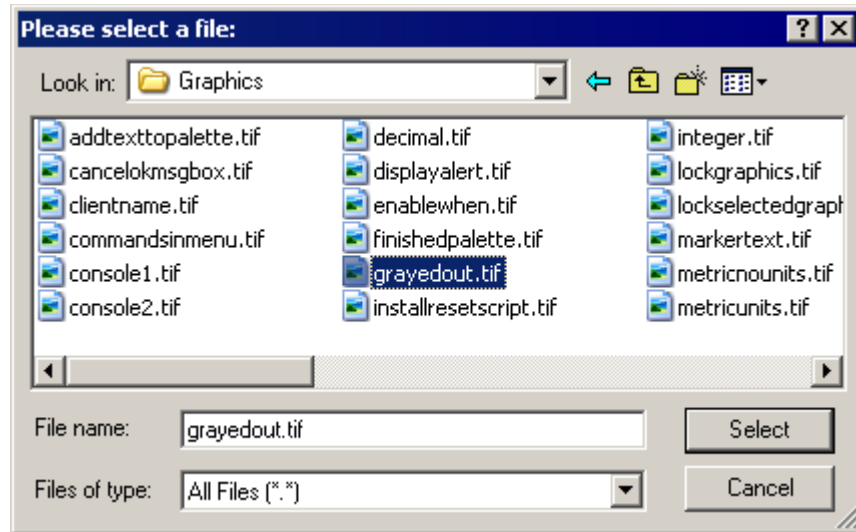 Please select a file:
Look in: Graphics
addtexttopalette.tif
cancelokmsgbox.tif
clientname.tif
commandsinmenu.tif
console1.tif
console2.tif
decimal.tif
displayalert.tif
enablewhen.tif
finishedpalette.tif
grayedout.tif
installresetscript.tif
integer.tif
lockgraphics.tif
lockselectedgraph
markertext.tif
metricnounits.tif
metricunits.tif
File name: grayedout.tif
Select
Files of type: All Files (*.*)
Cancel